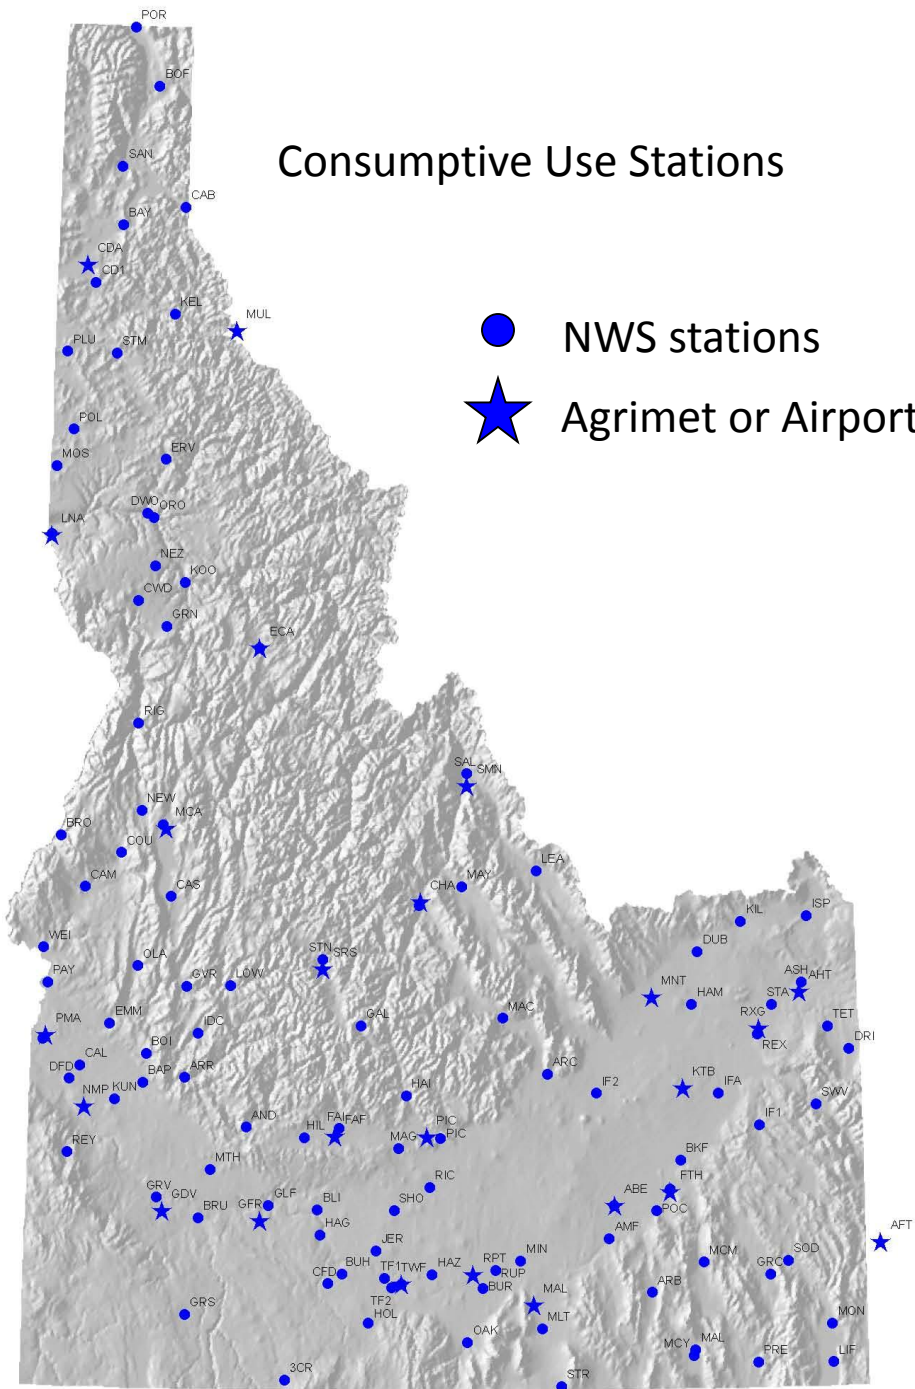 POR
BOF
Consumptive Use Stations
SAN
CAB
BAY
CDA
CD1
KEL
MUL
NWS stations
PLU
STM
Agrimet or Airport
POL
MOS
ERV
DWO
ORO
LNA
NEZ
KOO
CWD
GRN
ECA
RIG
SAL
SMN
NEW
MCA
BRO
COU
LEA
CAM
CAS
CHA
MAY
ISP
KIL
WEI
DUB
STN
SRS
OLA
PAY
GVR
LOW
ASH
AHT
MNT
HAM
STA
MAC
RXG
PMA
EMM
IDC
GAL
TET
REX
DRI
BOI
CAL
DFD
BAP
ARR
ARC
KTB
NMP
KUN
HAI
IF2
IFA
SWV
AND
HIL
FAI
FAF
PIC
IF1
REY
MAG
PIC
MTH
BKF
FTH
RIC
GRV
GDV
BRU
GFR
GLF
BLI
SHO
ABE
POC
HAG
AMF
AFT
JER
MIN
MCM
SOD
BUH
TF1
TWF
HAZ
RPT
RUP
GRC
CFD
BUR
ARB
TF2
MAL
GRS
HOL
MLT
MON
OAK
MCY
MAL
PRE
LIF
3CR
STR